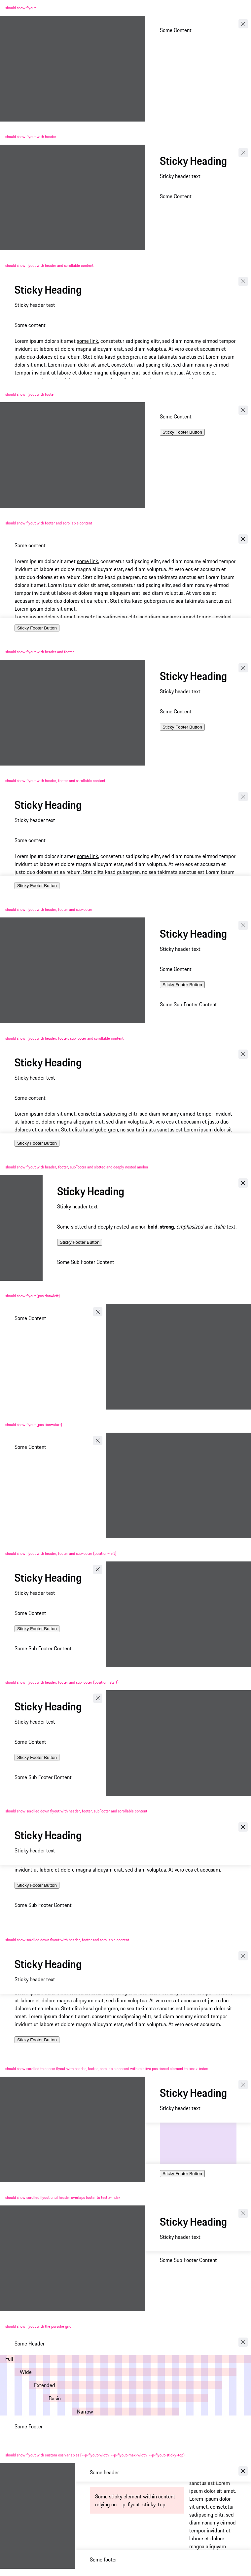 should show flyout
Some Content
should show flyout with header
Sticky Heading
Sticky header text
Some Content
should show flyout with header and scrollable content
Sticky Heading
Sticky header text
Some content
Lorem ipsum dolor sit amet some link, consetetur sadipscing elitr, sed diam nonumy eirmod tempor
invidunt ut labore et dolore magna aliquyam erat, sed diam voluptua. At vero eos et accusam et
justo duo dolores et ea rebum. Stet clita kasd gubergren, no sea takimata sanctus est Lorem ipsum
dolor sit amet. Lorem ipsum dolor sit amet, consetetur sadipscing elitr, sed diam nonumy eirmod
tempor invidunt ut labore et dolore magna aliquyam erat, sed diam voluptua. At vero eos et
should show flyout with footer
Some Content
Sticky Footer Button
should show flyout with footer and scrollable content
Some content
Lorem ipsum dolor sit amet some link, consetetur sadipscing elitr, sed diam nonumy eirmod tempor
invidunt ut labore et dolore magna aliquyam erat, sed diam voluptua. At vero eos et accusam et
justo duo dolores et ea rebum. Stet clita kasd gubergren, no sea takimata sanctus est Lorem ipsum
dolor sit amet. Lorem ipsum dolor sit amet, consetetur sadipscing elitr, sed diam nonumy eirmod
tempor invidunt ut labore et dolore magna aliquyam erat, sed diam voluptua. At vero eos et
accusam et justo duo dolores et ea rebum. Stet clita kasd gubergren, no sea takimata sanctus est
Lorem ipsum dolor sit amet.
Lorem ipsum dolor sit amet, consetetur sadipscing elitr, sed diam nonumy eirmod tempor invidunt
Sticky Footer Button
should show flyout with header and footer
Sticky Heading
Sticky header text
Some Content
Sticky Footer Button
should show flyout with header, footer and scrollable content
Sticky Heading
Sticky header text
Some content
Lorem ipsum dolor sit amet some link, consetetur sadipscing elitr, sed diam nonumy eirmod tempor
invidunt ut labore et dolore magna aliquyam erat, sed diam voluptua. At vero eos et accusam et
justo duo dolores et ea rebum. Stet clita kasd gubergren, no sea takimata sanctus est Lorem ipsum
Sticky Footer Button
should show flyout with header, footer and subFooter
Sticky Heading
Sticky header text
Some Content
Sticky Footer Button
Some Sub Footer Content
should show flyout with header, footer, subFooter and scrollable content
Sticky Heading
Sticky header text
Some content
Lorem ipsum dolor sit amet, consetetur sadipscing elitr, sed diam nonumy eirmod tempor invidunt
ut labore et dolore magna aliquyam erat, sed diam voluptua. At vero eos et accusam et justo duo
dolores et ea rebum. Stet clita kasd gubergren, no sea takimata sanctus est Lorem ipsum dolor sit
Sticky Footer Button
should show flyout with header, footer, subFooter and slotted and deeply nested anchor
Sticky Heading
Sticky header text
Some slotted and deeply nested anchor, bold, strong, emphasized and italic text.
Sticky Footer Button
Some Sub Footer Content
should show flyout (position=left)
Some Content
should show flyout (position=start)
Some Content
should show flyout with header, footer and subFooter (position=left)
Sticky Heading
Sticky header text
Some Content
Sticky Footer Button
Some Sub Footer Content
should show flyout with header, footer and subFooter (position=start)
Sticky Heading
Sticky header text
Some Content
Sticky Footer Button
Some Sub Footer Content
should show scrolled down flyout with header, footer, subFooter and scrollable content
Sticky Heading
Sticky header text
invidunt ut labore et dolore magna aliquyam erat, sed diam voluptua. At vero eos et accusam.
Sticky Footer Button
Some Sub Footer Content
should show scrolled down flyout with header, footer and scrollable content
Sticky Heading
Sticky header text
ut labore et dolore magna aliquyam erat, sed diam voluptua. At vero eos et accusam et justo duo
dolores et ea rebum. Stet clita kasd gubergren, no sea takimata sanctus est Lorem ipsum dolor sit
invidunt ut labore et dolore magna aliquyam erat, sed diam voluptua. At vero eos et accusam.
Sticky Footer Button
should show scrolled to center flyout with header, footer, scrollable content with relative positioned element to test z-index
Sticky Heading
Sticky header text
Sticky Footer Button
should show scrolled flyout with header overlaps footer to test z-index
Sticky Heading
Sticky header text
Some Sub Footer Content
should show flyout with the porsche grid
Some Header
Full
Wide
Extended
Basic
Narrow
Some Footer
should show flyout with custom css variables (--p-flyout-width, --p-flyout-max-width, --p-flyout-sticky-top)
Some header
Some sticky element within content
relying on --p-flyout-sticky-top
sanctus est Lorem
ipsum dolor sit amet.
Lorem ipsum dolor
sit amet, consetetur
sadipscing elitr, sed
diam nonumy eirmod
tempor invidunt ut
labore et dolore
magna aliquyam
Some footer